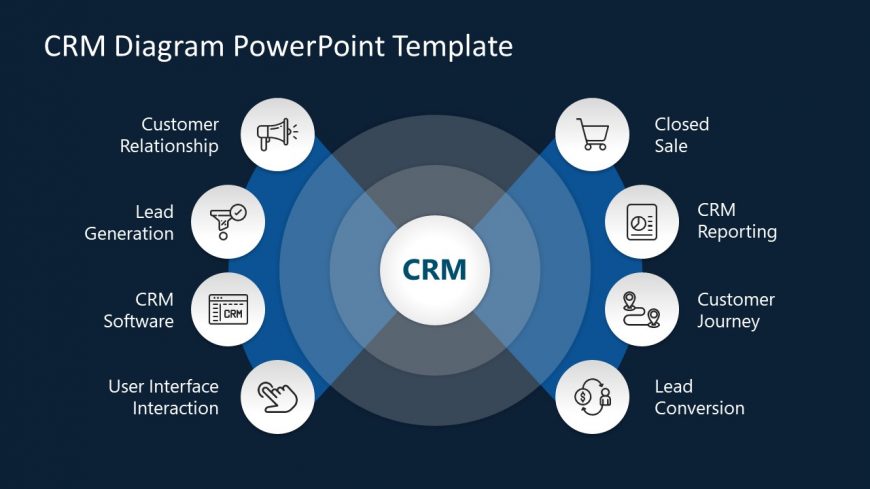 CRM Diagram PowerPoint Template
Customer
Relationship
Lead
Generation
CRM
Software
CRM
User Interface
Interaction
CRM
Closed
Sale
CRM
Reporting
Customer
Journey
Lead
Conversion
$